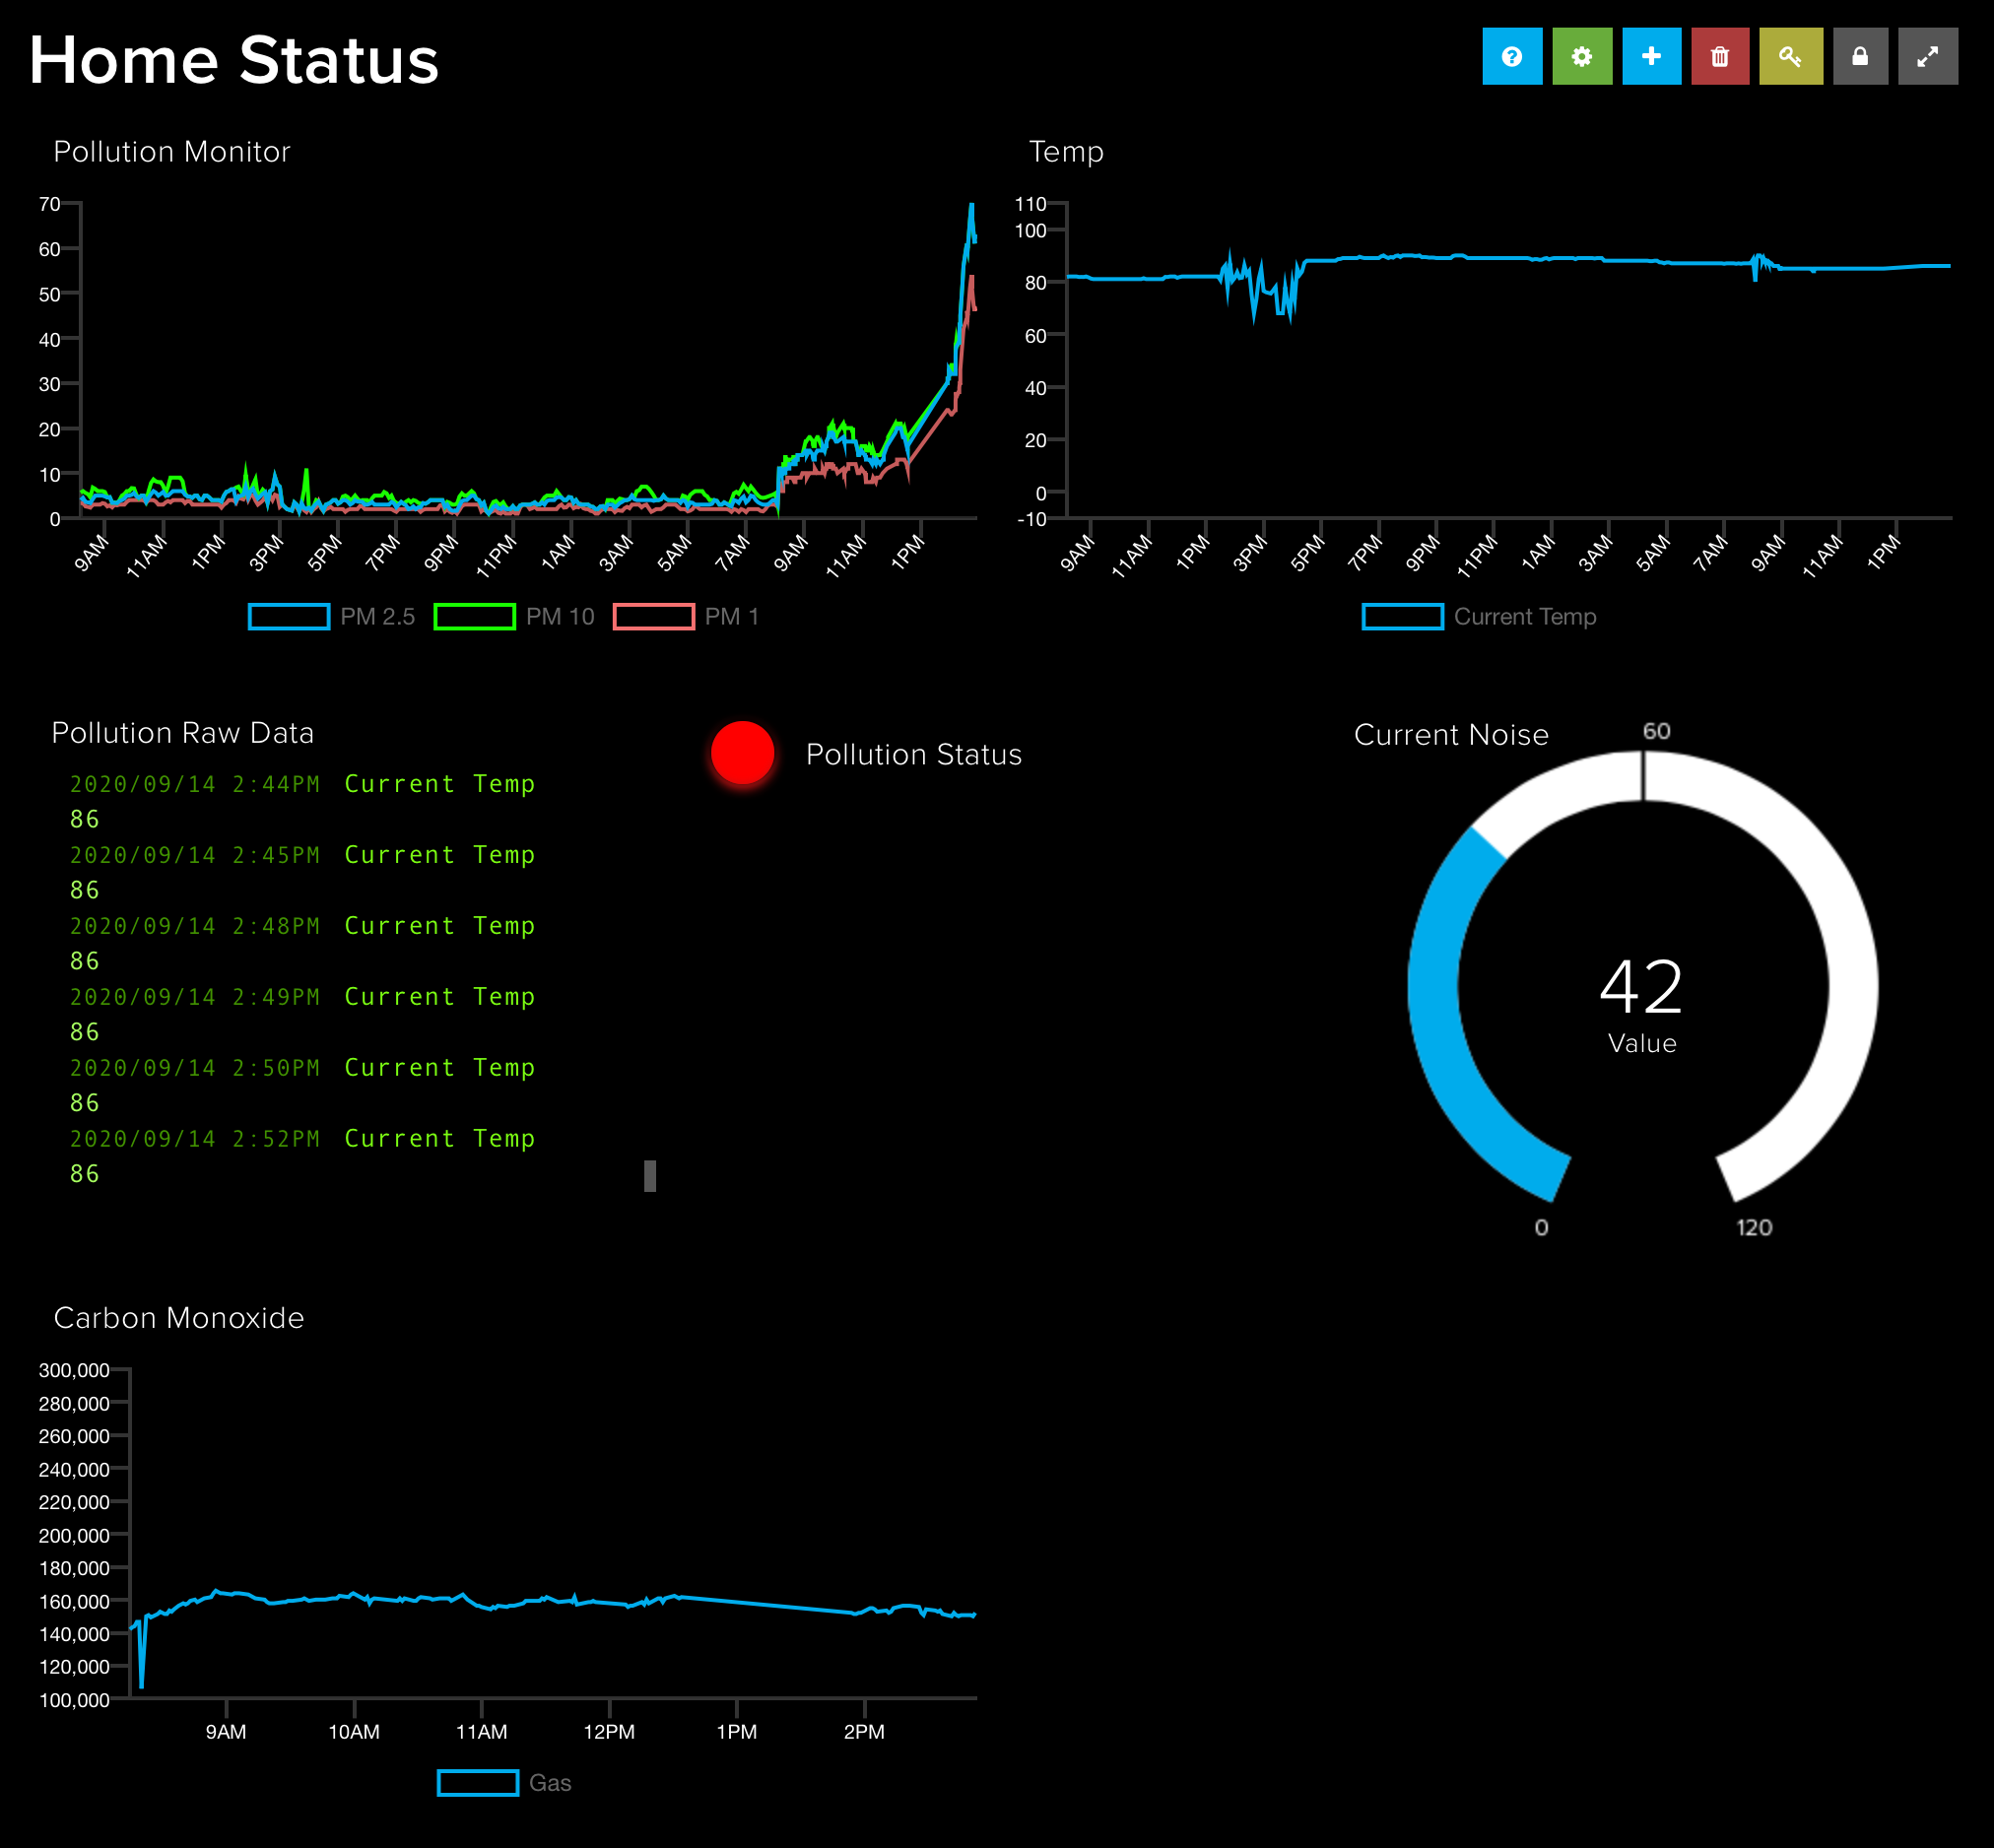 Home Status
Pollution Monitor
70
60
50
40
30
20
10
0
9AM 11AM 1PM 3PM 5PM 7PM 9PM 11PM 1AM 3AM 5AM 7AM 9AM 11AM 1PM
PM 2.5 PM 10 PM 1
Temp
110
100
80
60
40
20
0
-10
9AM 11AM 1PM 3PM 5PM 7PM 9PM 11PM 1AM 3AM 5AM 7AM 9AM 11AM 1PM
Current Temp
Pollution Raw Data
2020/09/14 2:44PM Current Temp
86
2020/09/14 2:45PM Current Temp
86
2020/09/14 2:48PM Current Temp
86
2020/09/14 2:49PM Current Temp
86
2020/09/14 2:50PM Current Temp
86
2020/09/14 2:52PM Current Temp
86
Pollution Status
Current Noise
60
42
Value
0 120
Carbon Monoxide
300,000
280,000
260,000
240,000
220,000
200,000
180,000
160,000
140,000
120,000
100,000
9AM 10AM 11AM 12PM 1PM 2PM
Gas